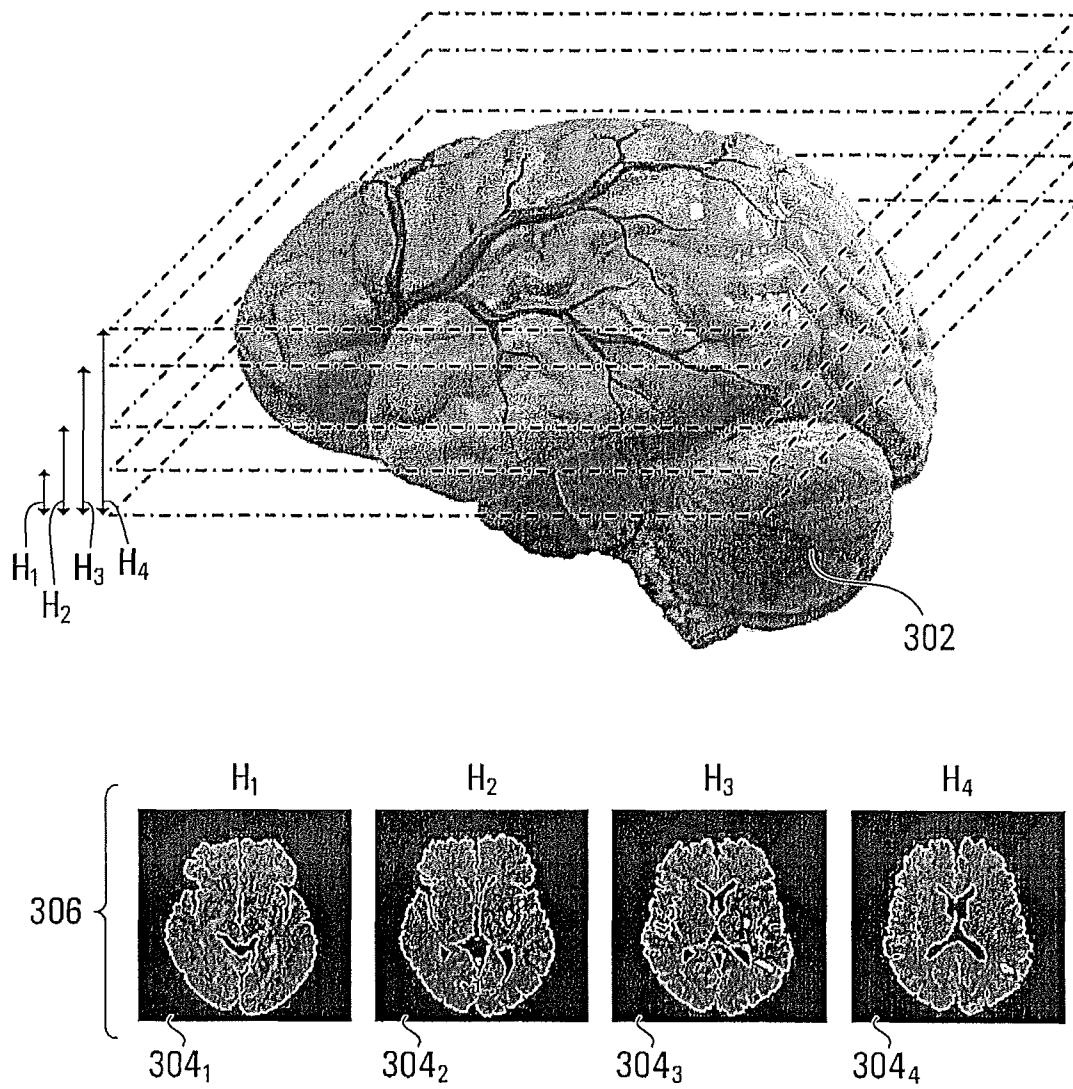 H₁ H₃ H₄
H₂
302
H₁ H₂ H₃ H₄
306
304₁ 304₂ 304₃ 304₄